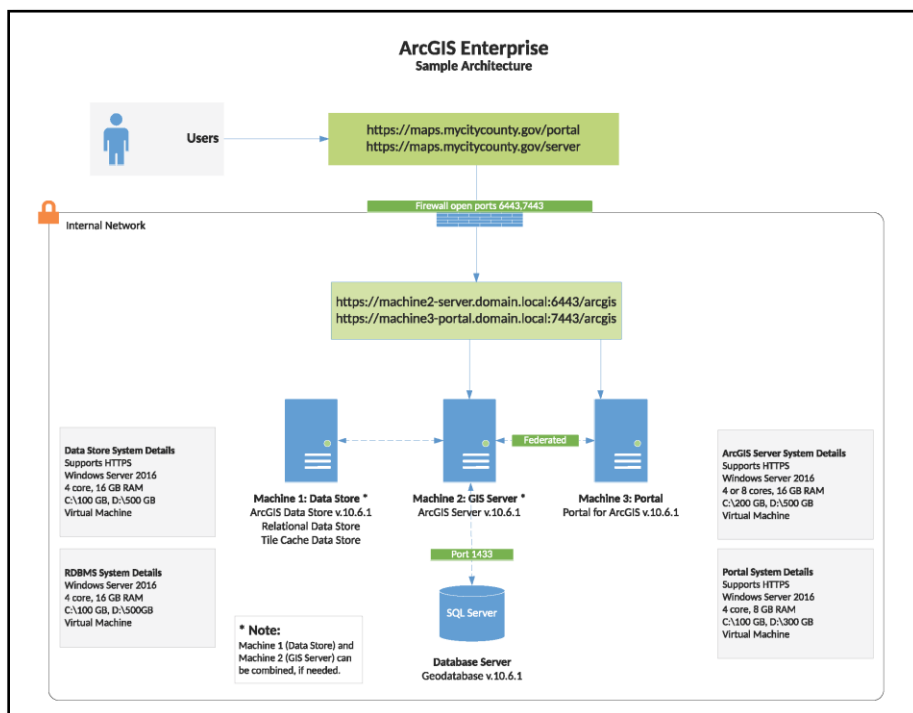 ArcGIS Enterprise
Sample Architecture
Users
https://maps.mycitycounty.gov/portal
https://maps.mycitycounty.gov/server
Firewall open ports 6443,7443
Internal Network
https://machine2-server.domain.local:6443/arcgis
https://machine3-portal.domain.local:7443/arcgis
Federated
Machine 1: Data Store *
ArcGIS Data Store v.10.6.1
Relational Data Store
Tile Cache Data Store
Machine 2: GIS Server *
ArcGIS Server v.10.6.1
Machine 3: Portal
Portal for ArcGIS v.10.6.1
Data Store System Details
Supports HTTPS
Windows Server 2016
4 core, 16 GB RAM
C:\100 GB, D:\500 GB
Virtual Machine
ArcGIS Server System Details
Supports HTTPS
Windows Server 2016
4 or 8 cores, 16 GB RAM
C:\200 GB, D:\500 GB
Virtual Machine
Port 1433
RDBMS System Details
Windows Server 2016
4 core, 16 GB RAM
C:\100 GB, D:\500GB
Virtual Machine
* Note:
Machine 1 (Data Store) and
Machine 2 (GIS Server) can
be combined, if needed.
SQL Server
Database Server
Geodatabase v.10.6.1
Portal System Details
Supports HTTPS
Windows Server 2016
4 core, 8 GB RAM
C:\100 GB, D:\300 GB
Virtual Machine